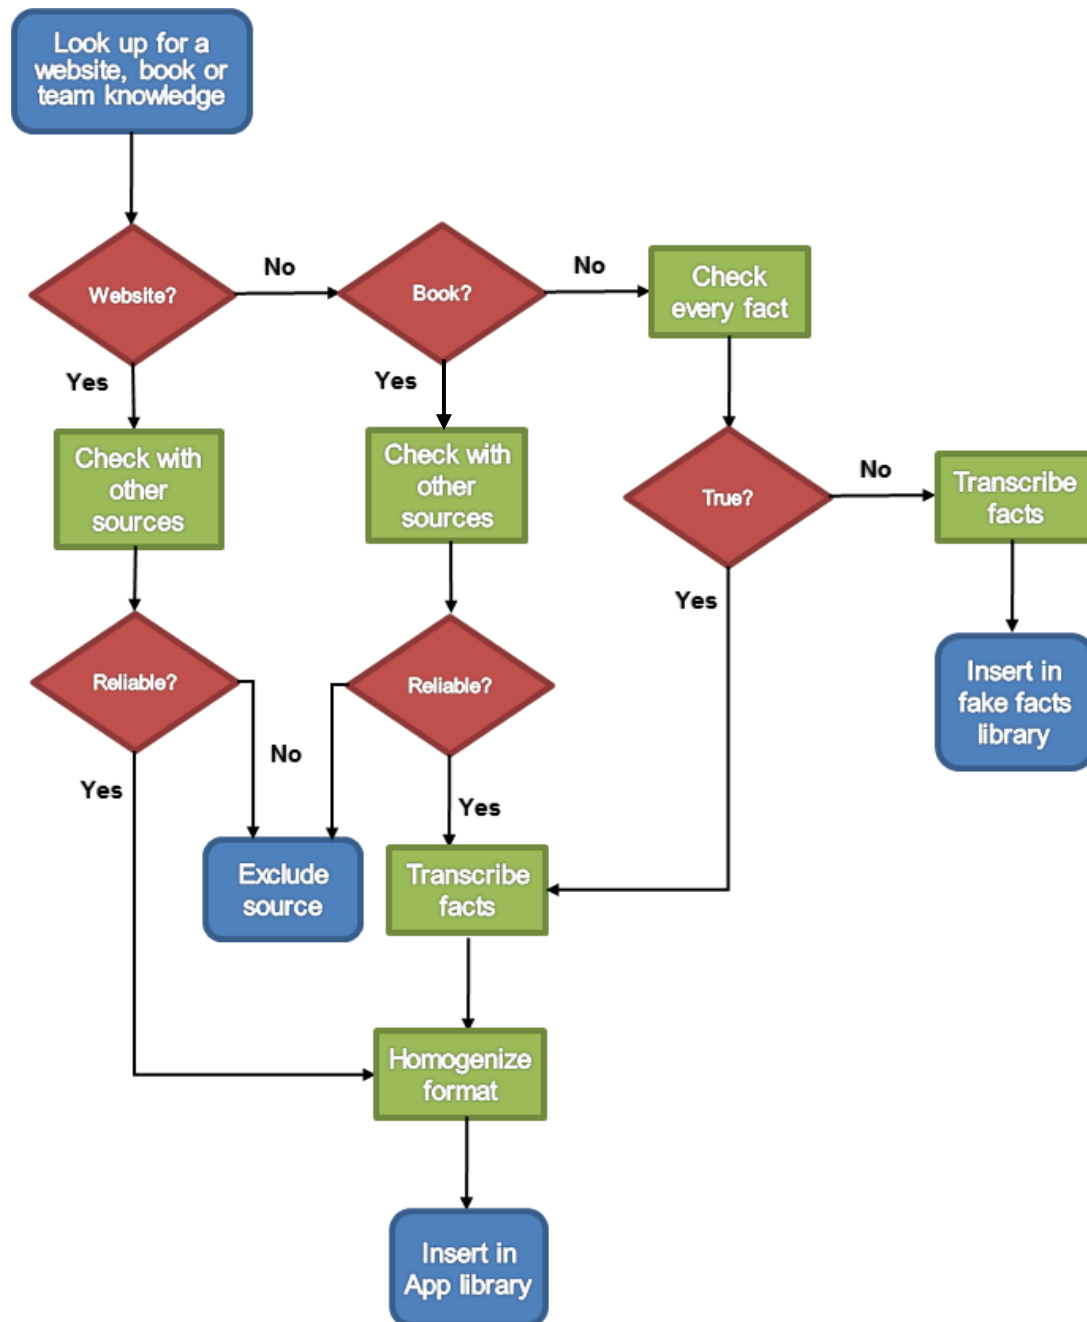 Look up for a
website, book or
team knowledge
Website?
No
Book?
No
Check
every fact
Yes
Yes
Check with
other
sources
Check with
other
sources
True?
No
Transcribe
facts
Yes
Reliable?
Reliable?
Insert in
fake facts
library
No
Yes
Yes
Exclude
source
Transcribe
facts
Homogenize
format
Insert in
App library